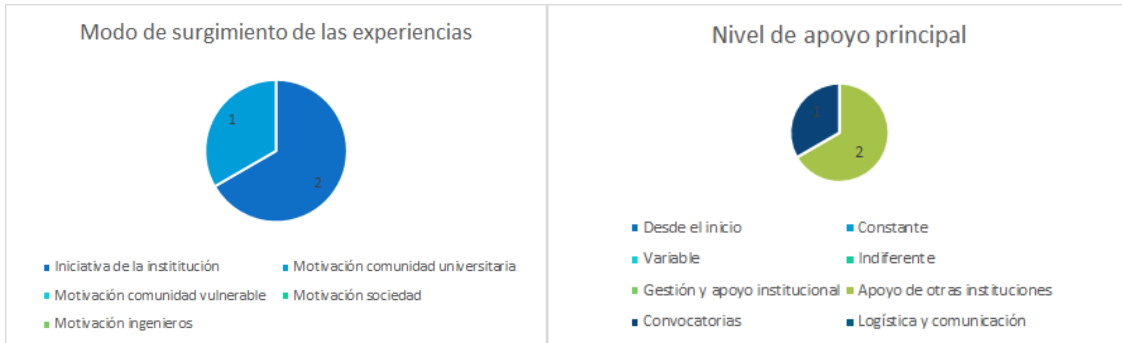 Modo de surgimiento de las experiencias
1
2
Iniciativa de la instititución
Motivación comunidad universitaria
Motivación comunidad vulnerable
Motivación sociedad
Motivación ingenieros
Nivel de apoyo principal
1
2
Desde el inicio
Constante
Variable
Indiferente
Gestión y apoyo institucional
Apoyo de otras instituciones
Convocatorias
Logística y comunicación